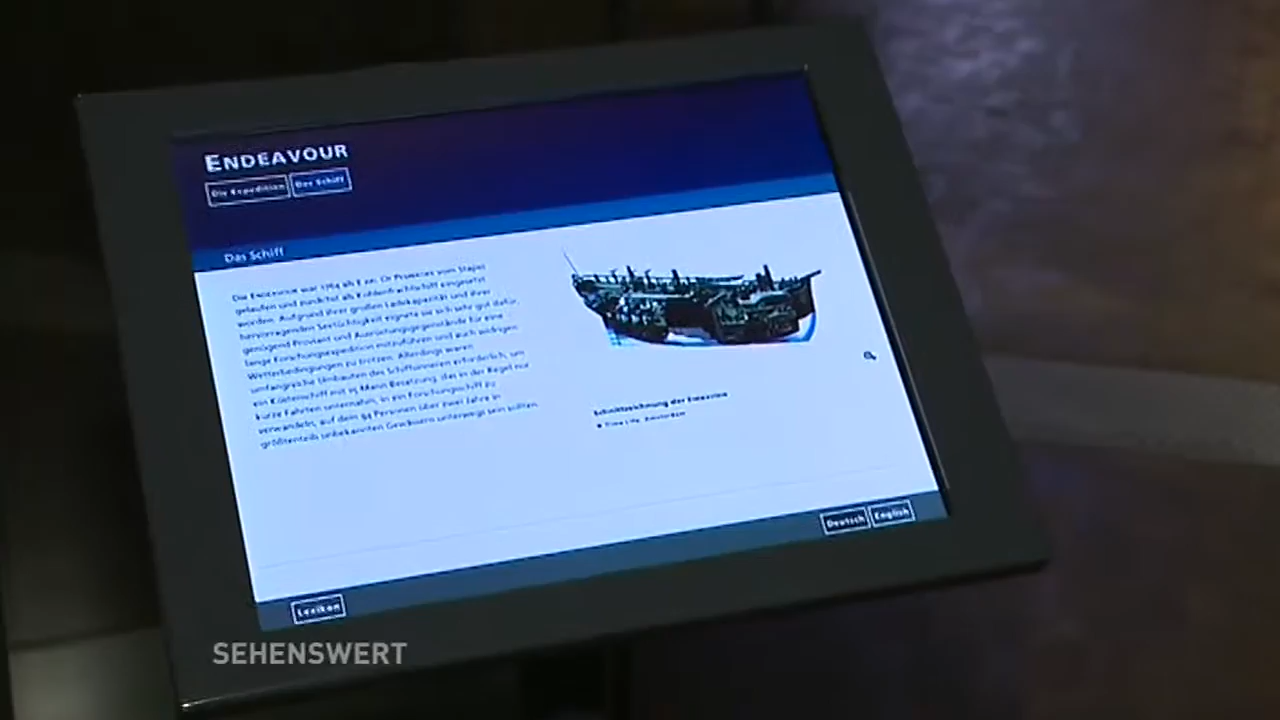 ENDEAVOUR
Die Expedition Das Schiff
Das Schiff
Die ENDEAVOUR war 1764 als EARL OF PEMBROKE vom Stapel
gelaufen und zunächst als Kohlenfrachtschiff eingesetzt
worden. Aufgrund ihrer großen Ladekapazität und ihrer
hervorragenden Seetüchtigkeit eignete sie sich sehr gut dafür,
genügend Proviant und Ausrüstungsgegenstände für eine
lange Forschungsexpedition mitzuführen und auch widrigen
Wetterbedingungen zu trotzen. Allerdings waren
umfangreiche Umbauten des Schiffsinneren erforderlich, um
ein Küstenschiff mit 15 Mann Besatzung, das in der Regel nur
kurze Fahrten unternahm, in ein Forschungsschiff zu
verwandeln, auf dem 94 Personen über zwei Jahre in
größtenteils unbekannten Gewässern unterwegs sein sollten.
Schnittzeichnung der ENDEAVOUR
Time Life, Amsterdam
Deutsch English
Lexikon
SEHENSWERT